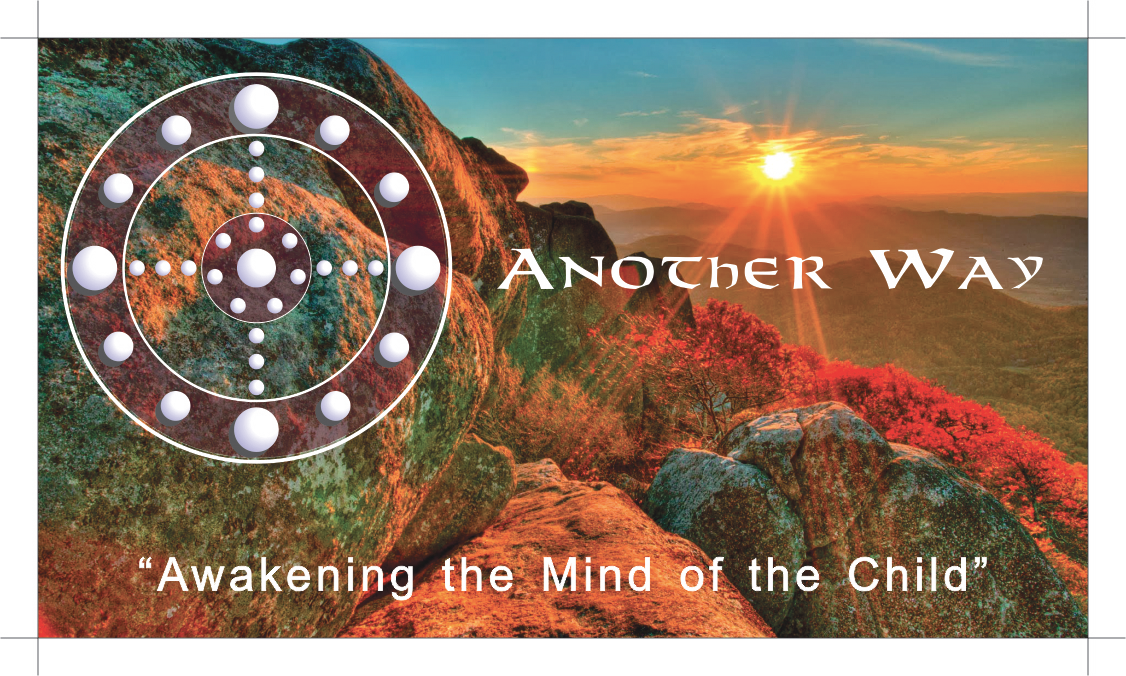 Another Way
“Awakening the Mind of the Child”